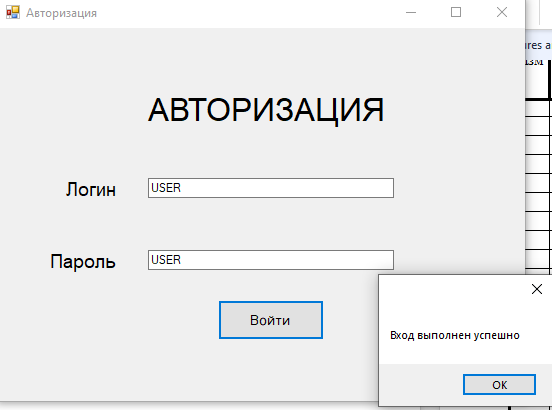 Авторизация
АВТОРИЗАЦИЯ
Логин
USER
Пароль
USER
Войти
Вход выполнен успешно
ОК